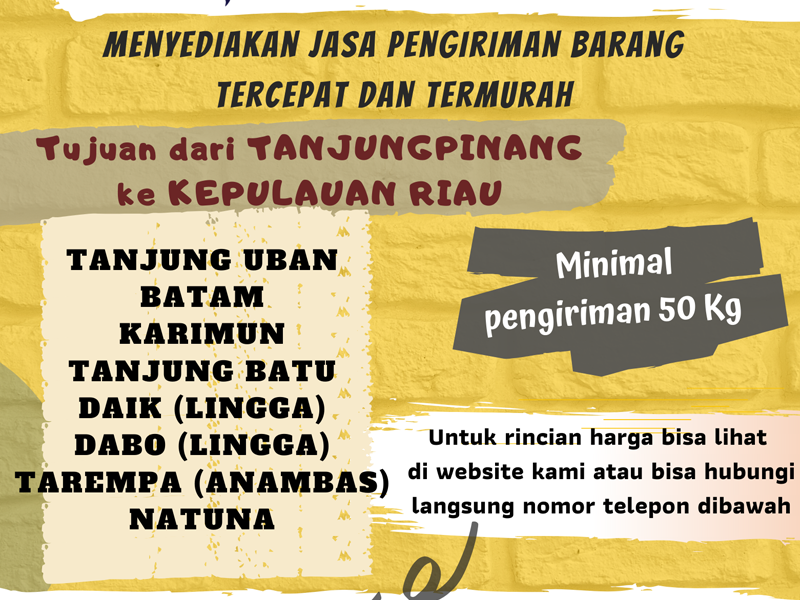 MENYEDIAKAN JASA PENGIRIMAN BARANG
TERCEPAT DAN TERMURAH
Tujuan dari TANJUNGPINANG
ke KEPULAUAN RIAU
TANJUNG UBAN
BATAM
KARIMUN
TANJUNG BATU
DAIK (LINGGA)
DABO (LINGGA)
TAREMPA (ANAMBAS)
NATUNA
Minimal
pengiriman 50 Kg
Untuk rincian harga bisa lihat
di website kami atau bisa hubungi
langsung nomor telepon dibawah